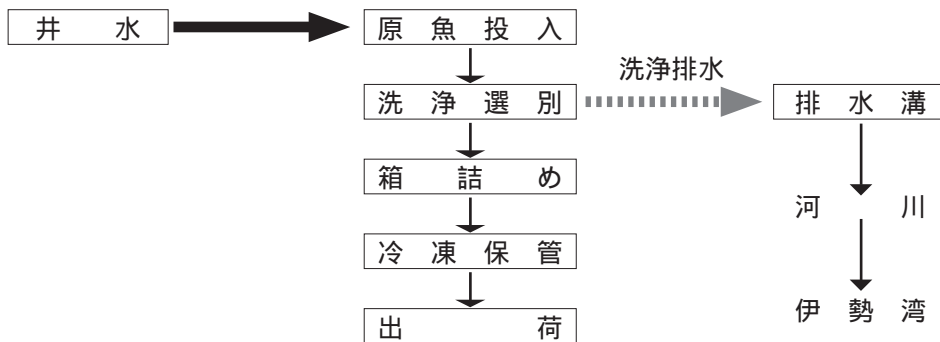 井水
原魚投入
洗浄排水
洗浄選別
排水溝
箱詰め
河川
冷凍保管
伊勢湾
出荷